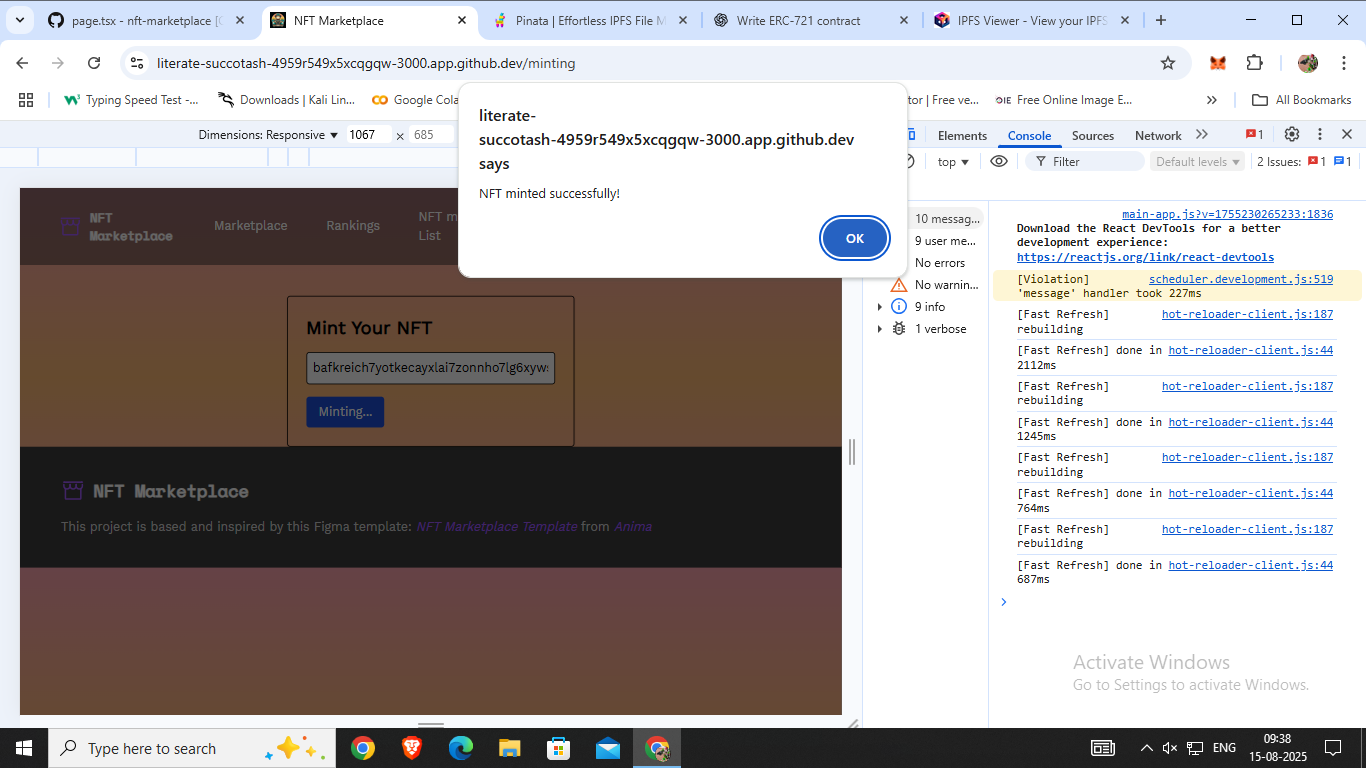 page.tsx - nft-marketplace [C
NFT Marketplace
Pinata | Effortless IPFS File M
Write ERC-721 contract
IPFS Viewer - View your IPFS
literate-succotash-4959r549x5xcqgqw-3000.app.github.dev/minting
Typing Speed Test -...
Downloads | Kali Lin...
Google Cola
tor | Free ve...
Free Online Image E...
All Bookmarks
literate-
succotash-4959r549x5xcqgqw-3000.app.github.dev
says
NFT minted successfully!
OK
Dimensions: Responsive
1067
×
685
Elements
Console
Sources
Network
1
top
Filter
Default levels
2 Issues:
1
1
NFT
Marketplace
Marketplace
Rankings
NFT m
List
Mint Your NFT
bafkreich7yotkecayxlai7zonnho7lg6xyws
Minting...
NFT Marketplace
This project is based and inspired by this Figma template: NFT Marketplace Template from Anima
10 messag...
9 user me...
No errors
No warnin...
9 info
1 verbose
main-app.js?v=1755230265233:1836
Download the React DevTools for a better
development experience:
https://reactjs.org/link/react-devtools
[Violation] scheduler.development.js:519
'message' handler took 227ms
[Fast Refresh] hot-reloader-client.js:187
rebuilding
[Fast Refresh] done in hot-reloader-client.js:44
2112ms
[Fast Refresh] hot-reloader-client.js:187
rebuilding
[Fast Refresh] done in hot-reloader-client.js:44
1245ms
[Fast Refresh] hot-reloader-client.js:187
rebuilding
[Fast Refresh] done in hot-reloader-client.js:44
764ms
[Fast Refresh] hot-reloader-client.js:187
rebuilding
[Fast Refresh] done in hot-reloader-client.js:44
687ms
Activate Windows
Go to Settings to activate Windows.
Type here to search
ENG
09:38
15-08-2025